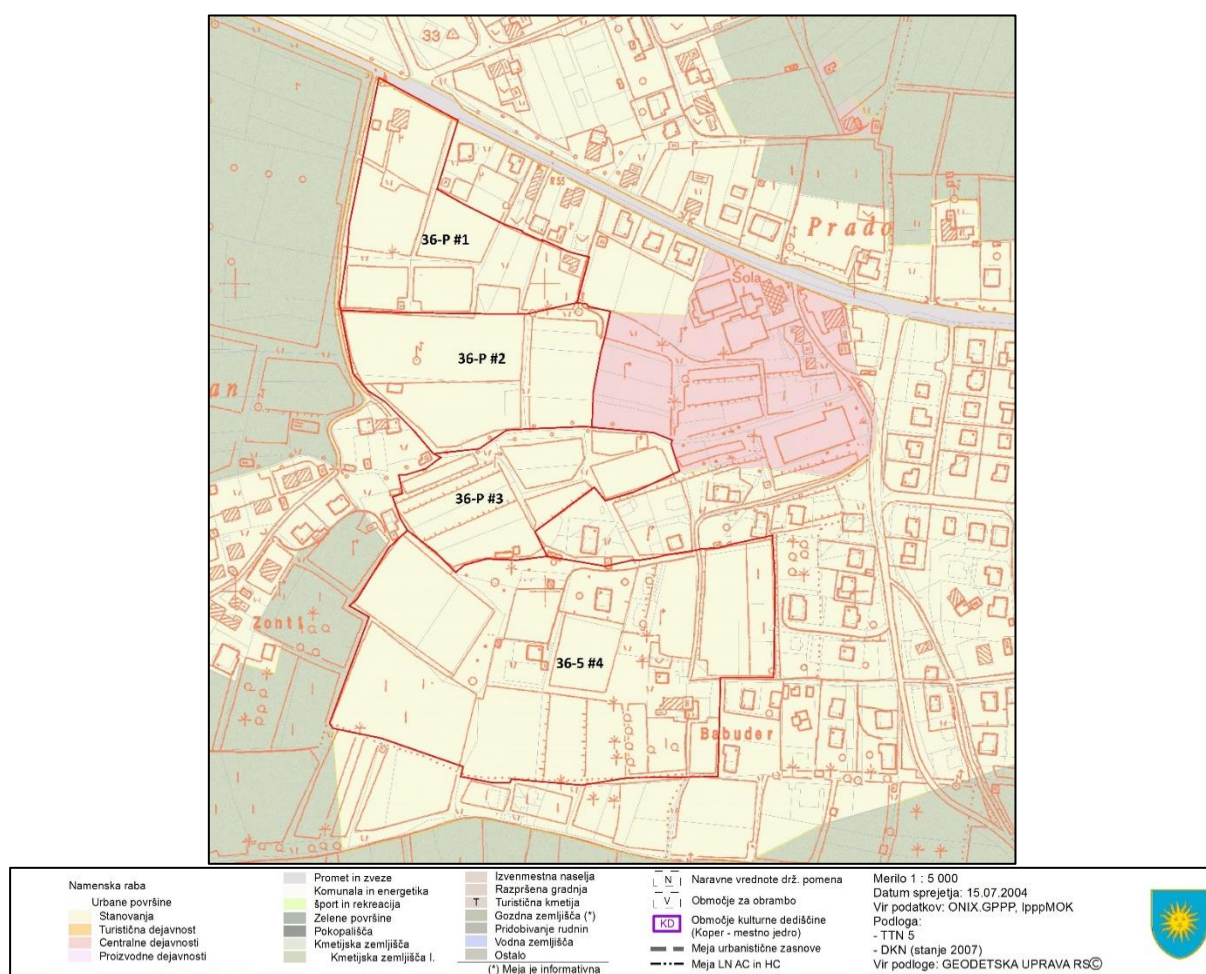 33
Prado
Šola
36-P #1
36-P #2
an
36-P #3
Zonti
36-5 #4
Babuder
Namenska raba
Urbane površine
Stanovanja
Turistična dejavnost
Centralne dejavnosti
Proizvodne dejavnosti
Promet in zveze
Komunala in energetika
šport in rekreacija
Zelene površine
Pokopališča
Kmetijska zemljišča
Kmetijska zemljišča I.
Izvenmestna naselja
Razpršena gradnja
T Turistična kmetija
Gozdna zemljišča (*)
Pridobivanje rudnin
Vodna zemljišča
Ostalo
(*) Meja je informativna
N Naravne vrednote drž. pomena
V Območje za obrambo
KD Območje kulturne dediščine
(Koper - mestno jedro)
Meja urbanistične zasnove
Meja LN AC in HC
Merilo 1 : 5 000
Datum sprejetja: 15.07.2004
Vir podatkov: ONIX.GPPP, IpppMOK
Podloga:
- TTN 5
- DKN (stanje 2007)
Vir podloge: GEODETSKA UPRAVA RS©